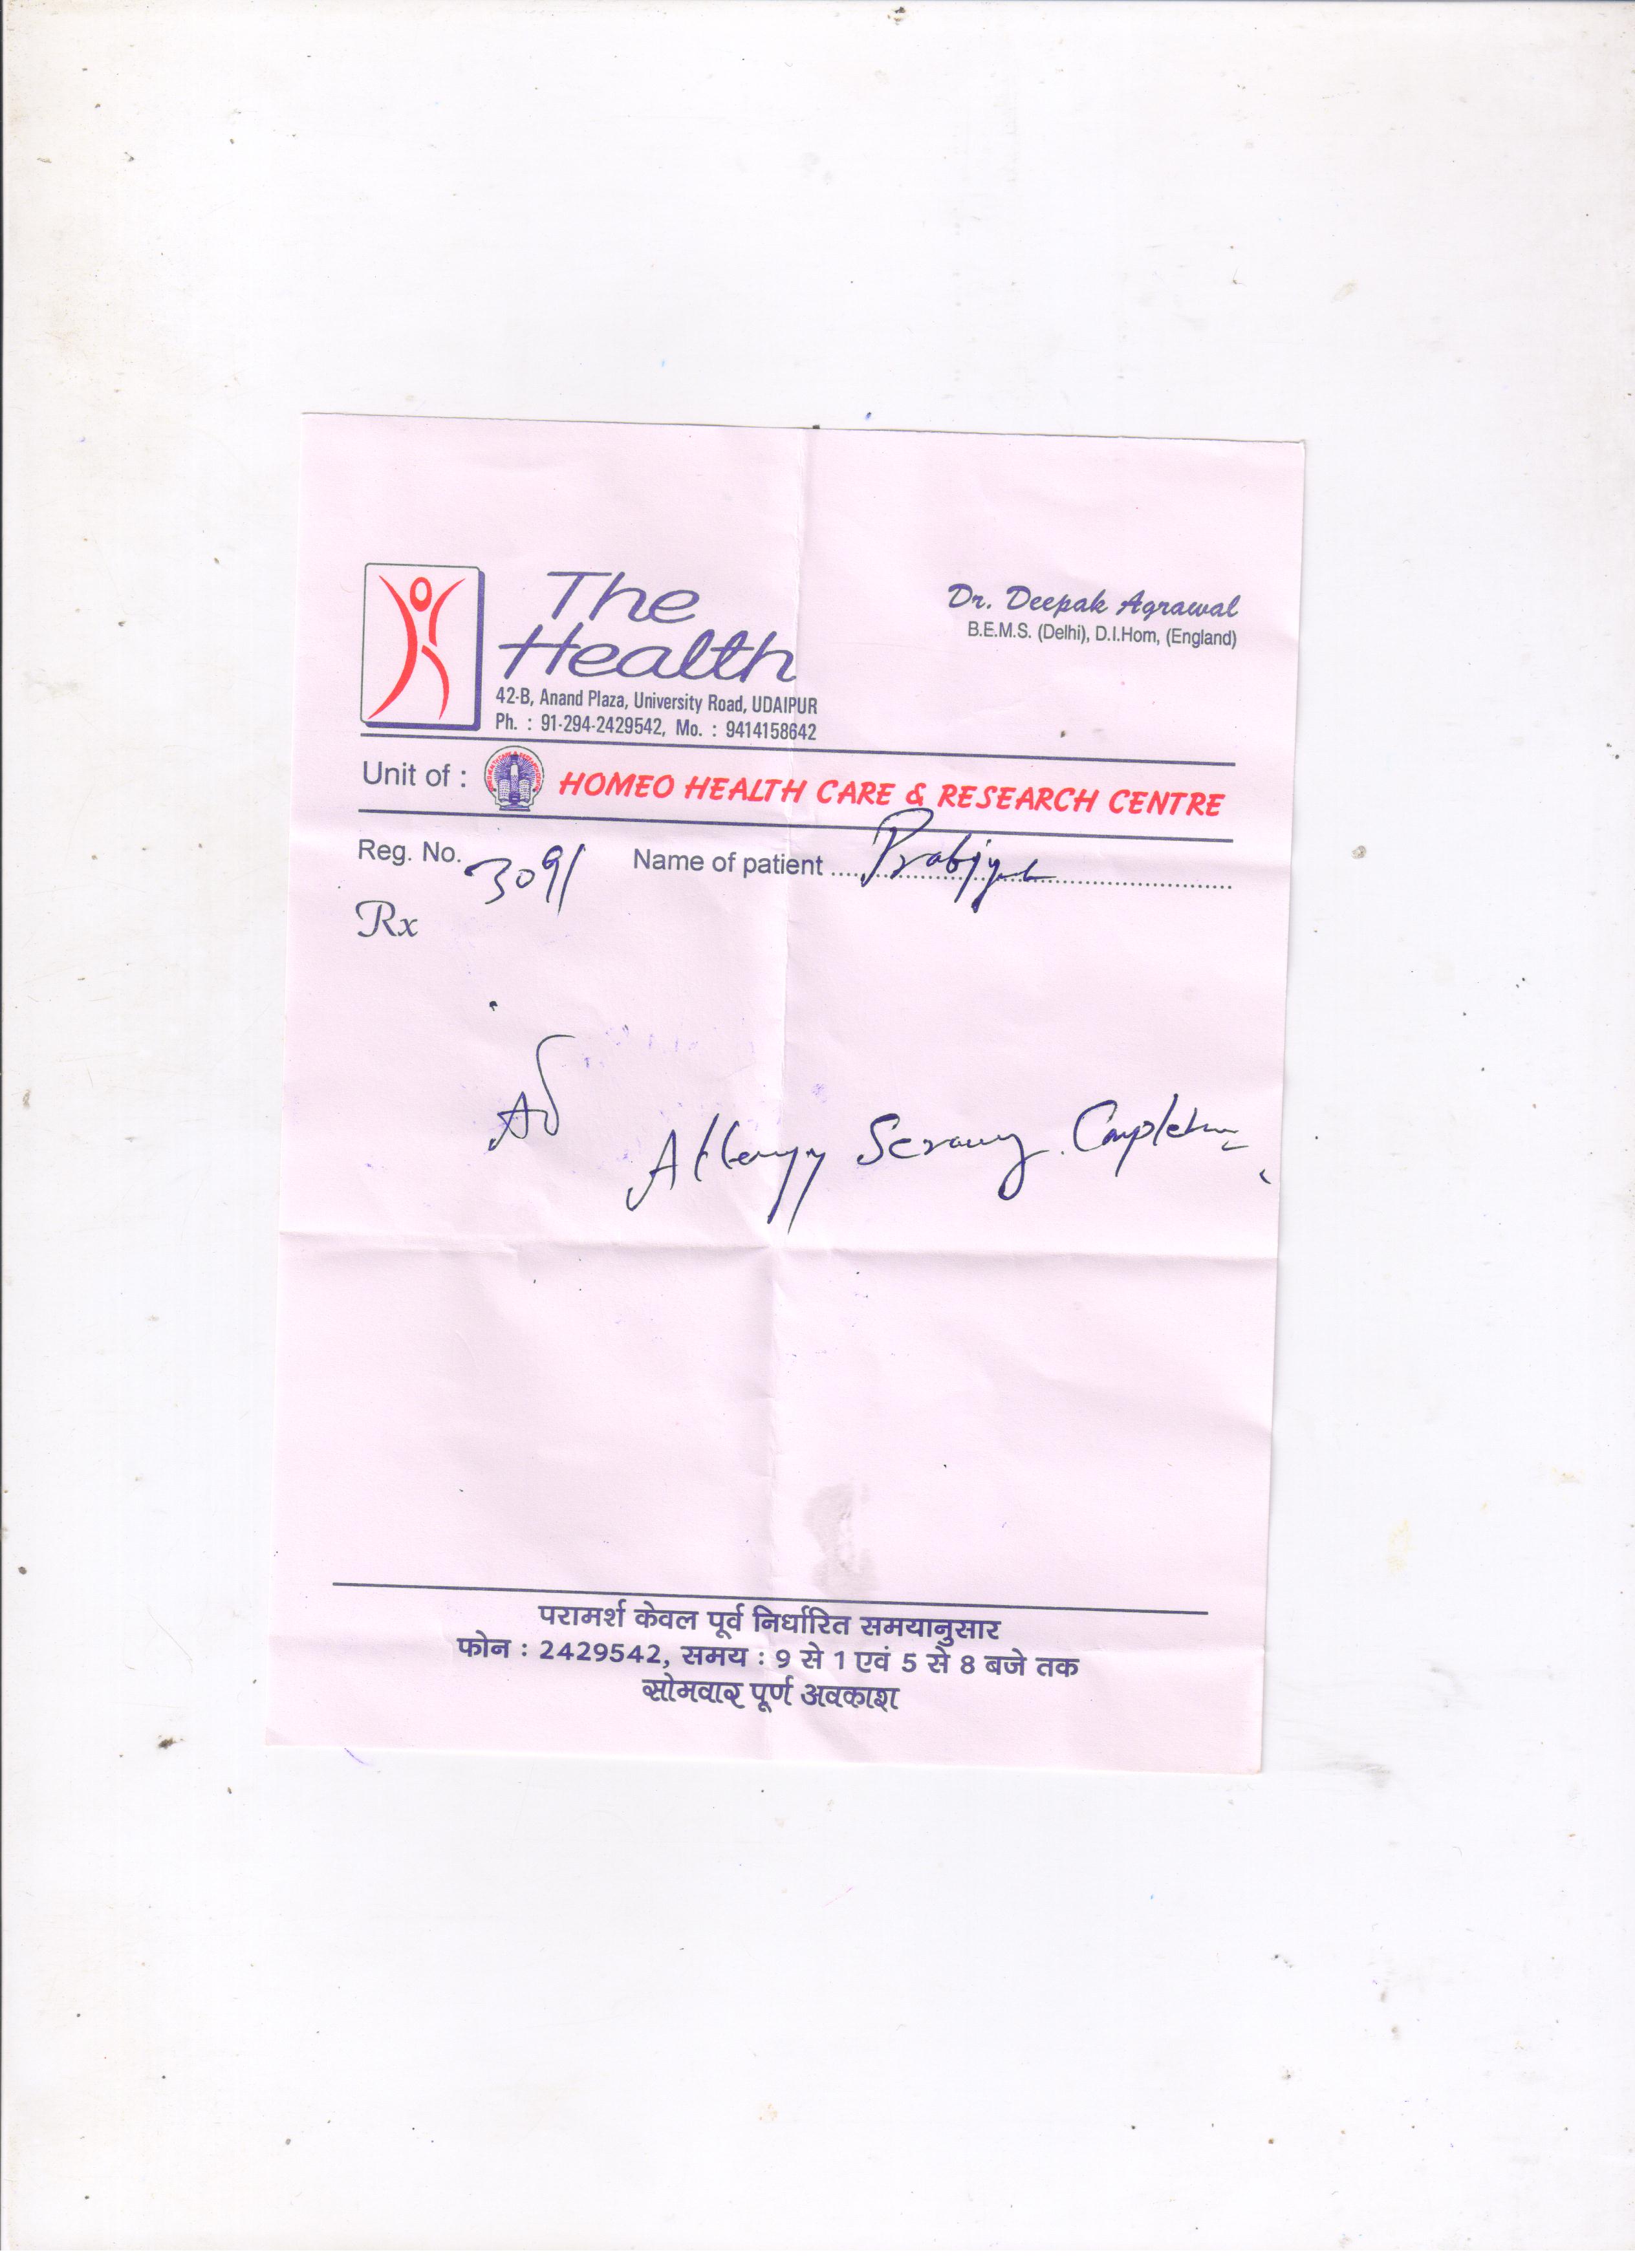 The
Health
42-B, Anand Plaza, University Road, UDAIPUR
Ph. : 91-294-2429542, Mo. : 9414158642
Dr. Deepak Agrawal
B.E.M.S. (Delhi), D.I.Hom, (England)
Unit of : HOMEO HEALTH CARE & RESEARCH CENTRE
Reg. No. 3091 Name of patient
Rx
Allergy
परामर्श केवल पूर्व निर्धारित समयानुसार
फोन : 2429542, समय : 9 से 1 एवं 5 से 8 बजे तक
सोमवार पूर्ण अवकाश